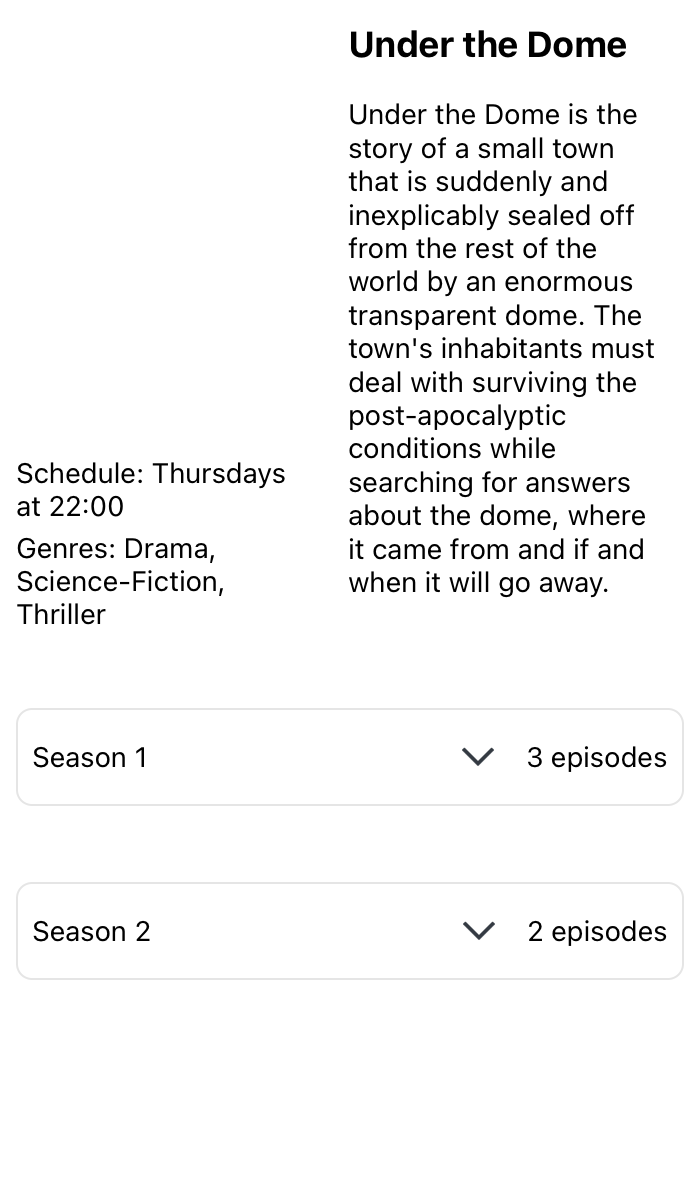 Under the Dome
Under the Dome is the
story of a small town
that is suddenly and
inexplicably sealed off
from the rest of the
world by an enormous
transparent dome. The
town's inhabitants must
deal with surviving the
post-apocalyptic
conditions while
searching for answers
about the dome, where
it came from and if and
when it will go away.
Schedule: Thursdays
at 22:00
Genres: Drama,
Science-Fiction,
Thriller
Season 1 3 episodes
Season 2 2 episodes